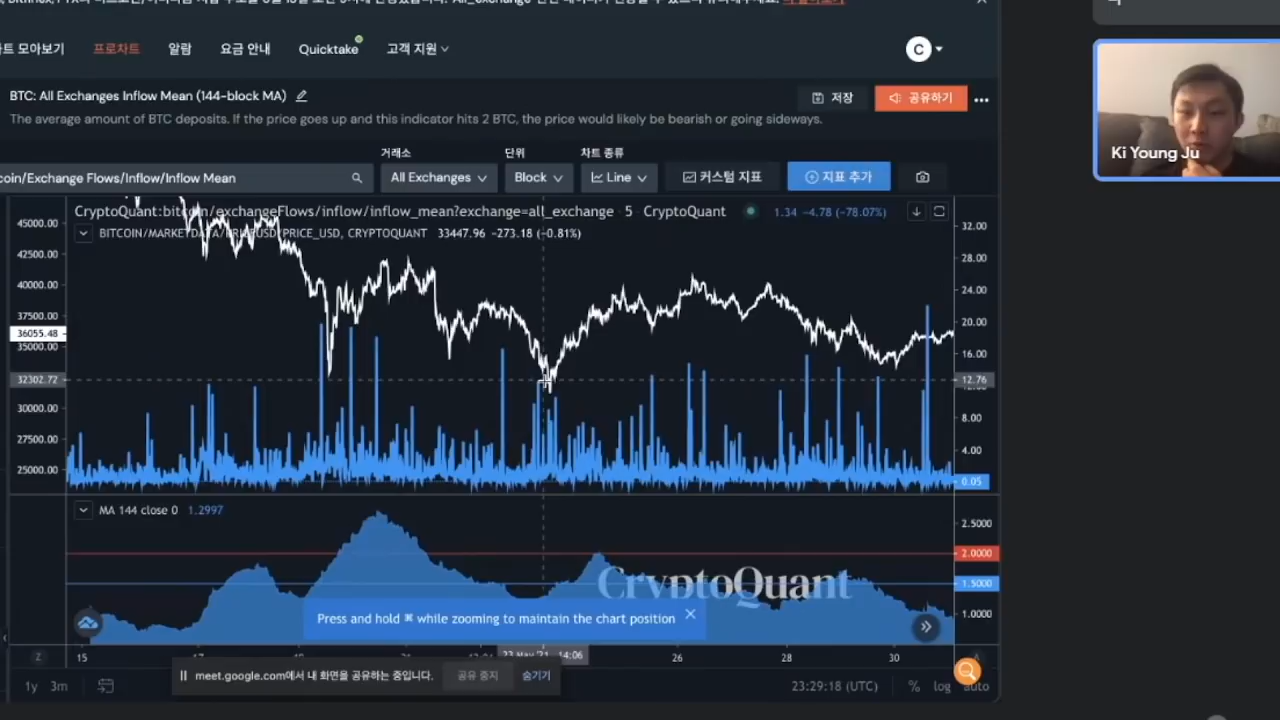 트 모아보기 프로차트 알람 요금 안내 Quicktake 고객 지원 C
BTC: All Exchanges Inflow Mean (144-block MA) 저장 공유하기
The average amount of BTC deposits. If the price goes up and this indicator hits 2 BTC, the price would likely be bearish or going sideways.
거래소 단위 차트 종류
coin/Exchange Flows/Inflow/Inflow Mean All Exchanges Block Line 커스텀 지표 지표 추가
CryptoQuant:bitcoin/exchangeFlows/inflow/inflow_mean?exchange=all_exchange · 5 · CryptoQuant 1.34 −4.78 (−78.07%)
BITCOIN/MARKETDATA/PRICEUSD/PRICE_USD, CRYPTOQUANT 33447.96 −273.18 (−0.81%)
45000.00 32.00
42500.00 28.00
40000.00 24.00
37500.00 20.00
36055.48
35000.00 16.00
32302.72 12.76
30000.00 8.00
27500.00 4.00
25000.00 0.05
MA 144 close 0 1.2997
2.5000
2.0000
CryptoQuant
1.5000
1.0000
Press and hold ⌘ while zooming to maintain the chart position
Z 15 23 May '21 14:06 26 28 30
meet.google.com에서 내 화면을 공유하는 중입니다. 공유 중지 숨기기
1y 3m 23:29:18 (UTC) % log auto
Ki Young Ju